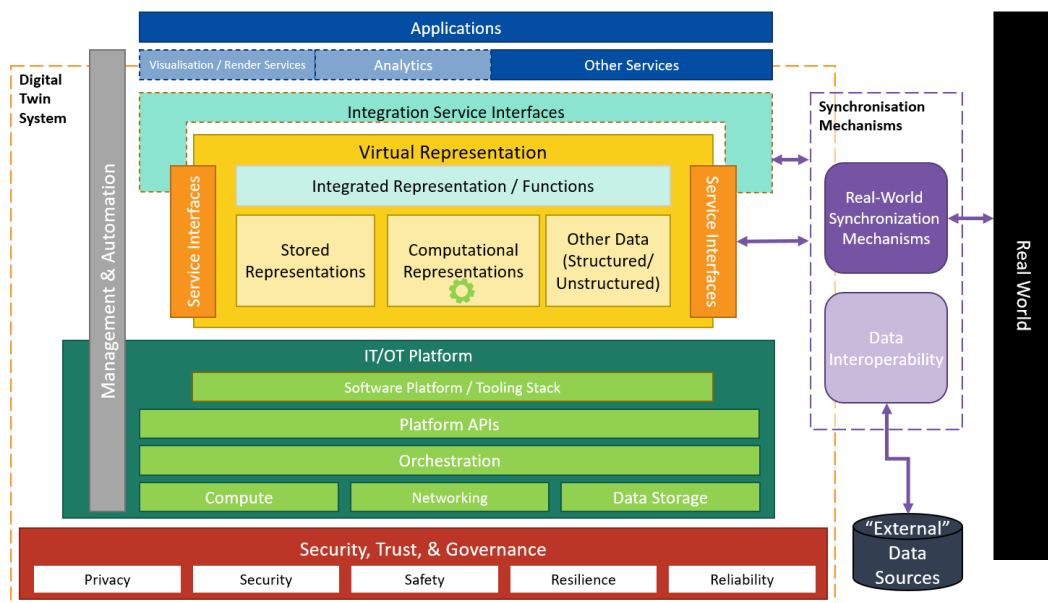 Applications
Visualisation / Render Services
Analytics
Other Services
Digital
Twin
System
Management & Automation
Integration Service Interfaces
Virtual Representation
Service Interfaces
Integrated Representation / Functions
Service Interfaces
Stored
Representations
Computational
Representations
Other Data
(Structured/
Unstructured)
IT/OT Platform
Software Platform / Tooling Stack
Platform APIs
Orchestration
Compute
Networking
Data Storage
Security, Trust, & Governance
Privacy
Security
Safety
Resilience
Reliability
Synchronisation
Mechanisms
Real-World
Synchronization
Mechanisms
Data
Interoperability
“External”
Data
Sources
Real World